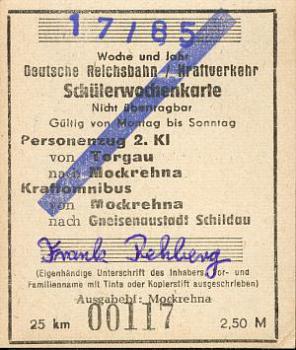 17/85
Woche und Jahr
Deutsche Reichsbahn / Kraftverkehr
Schülerwochenkarte
Nicht übertragbar
Gültig von Montag bis Sonntag
Personenzug 2. Kl
von Torgau
nach Mockrehna
Kraftomnibus
von Mockrehna
nach Gneisenaustadt Schildau
Frank Rehberg
(Eigenhändige Unterschrift des Inhabers, Vor- und
Familienname mit Tinte oder Kopierstift ausgeschrieben)
Ausgabebf: Mockrehna
25 km 00117 2,50 M